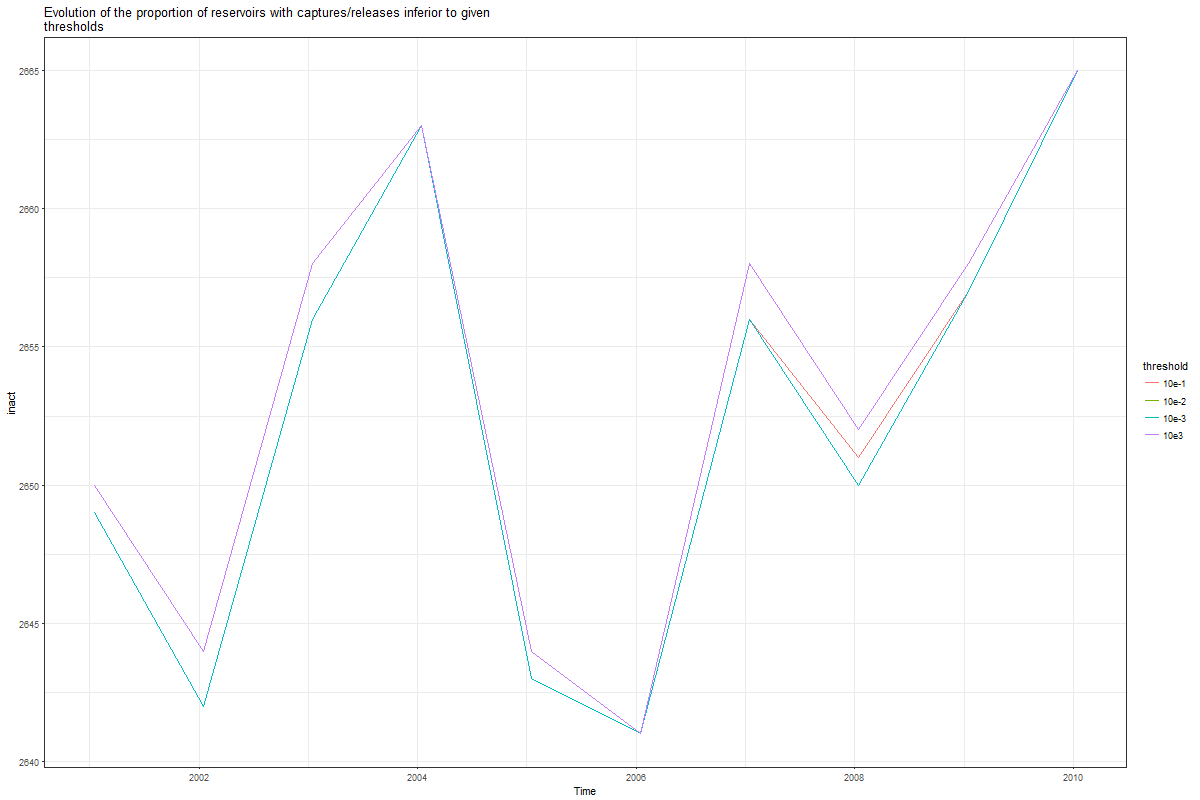 Evolution of the proportion of reservoirs with captures/releases inferior to given
thresholds
2665
2660
2655
2650
2645
2640
inact
2002
2004
2006
2008
2010
Time
threshold
10e-1
10e-2
10e-3
10e3